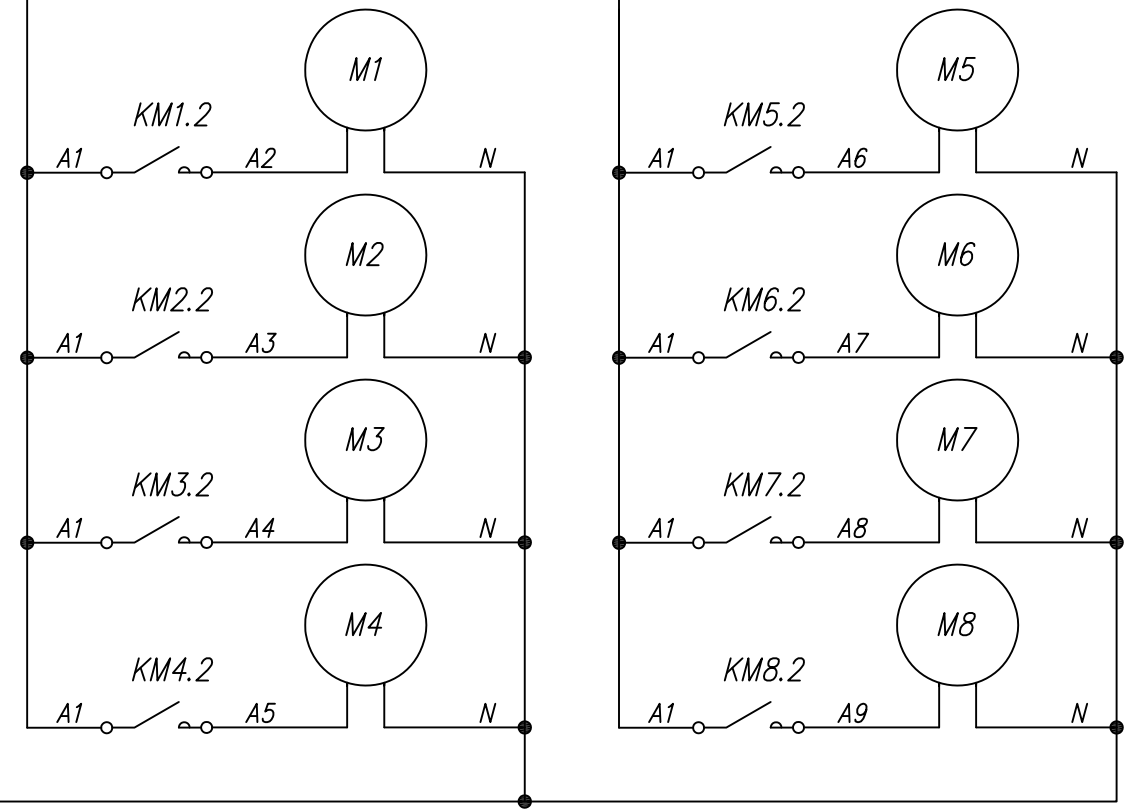 M1 M5
KM1.2 KM5.2
A1 A2 N A1 A6 N
M2 M6
KM2.2 KM6.2
A1 A3 N A1 A7 N
M3 M7
KM3.2 KM7.2
A1 A4 N A1 A8 N
M4 M8
KM4.2 KM8.2
A1 A5 N A1 A9 N